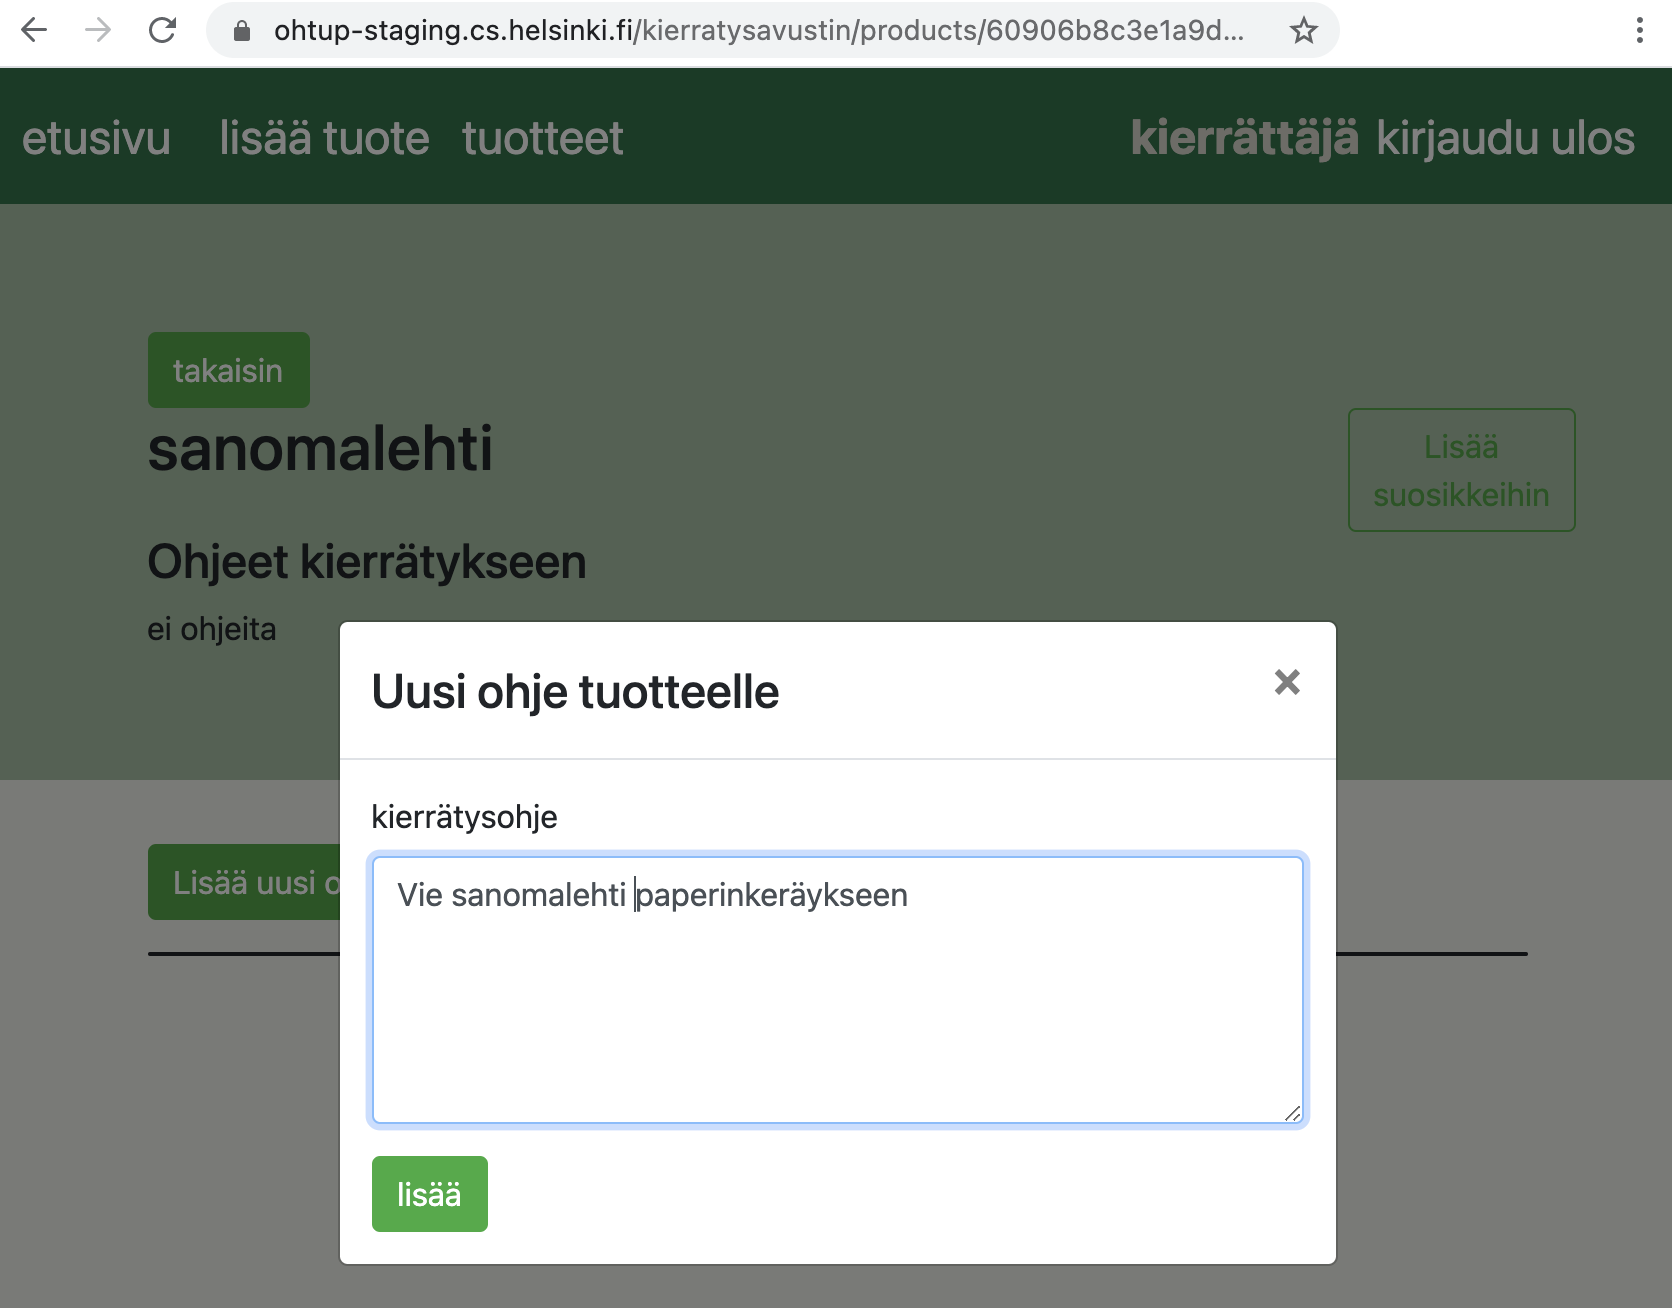 ohtup-staging.cs.helsinki.fi/kierratysavustin/products/60906b8c3e1a9d...
etusivu lisää tuote tuotteet kierrättäjä kirjaudu ulos
takaisin
sanomalehti
Lisää
suosikkeihin
Ohjeet kierrätykseen
ei ohjeita
Uusi ohje tuotteelle ×
kierrätysohje
Lisää uusi o
Vie sanomalehti paperinkeräykseen
lisää